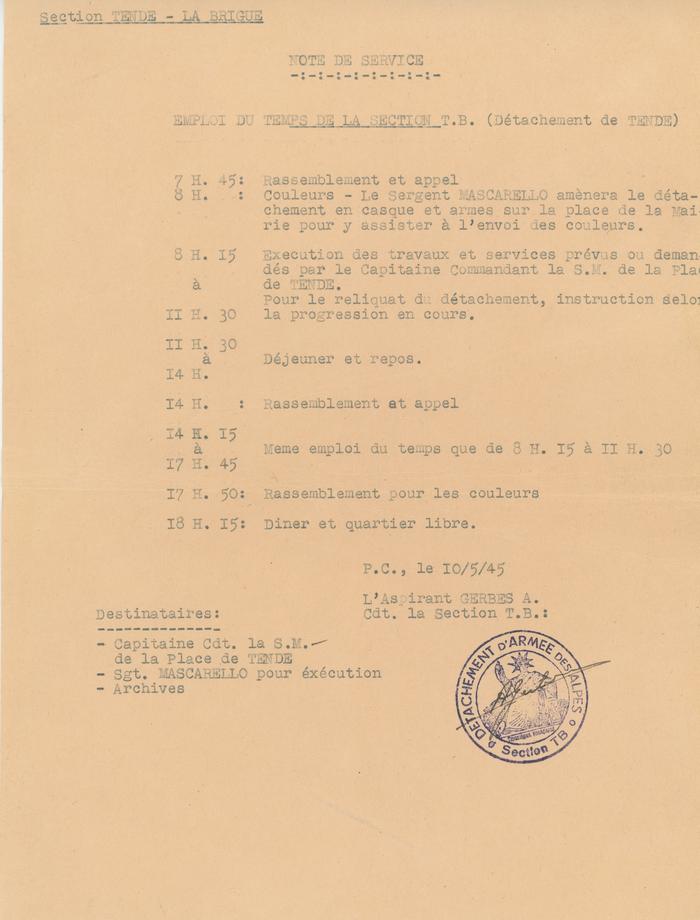 Section TENDE - LA BRIGUE
NOTE DE SERVICE
-:-:-:-:-:-:-:-:-
EMPLOI DU TEMPS DE LA SECTION T.B. (Détachement de TENDE)
7 H. 45: Rassemblement et appel
8 H. : Couleurs - Le Sergent MASCARELLO amènera le déta-
chement en casque et armes sur la place de la Mai
rie pour y assister à l'envoi des couleurs.
8 H. I5 Execution des travaux et services prévus ou deman
dés par le Capitaine Commandant la S.M. de la Plac
à de TENDE.
Pour le reliquat du détachement, instruction selon
II H. 30 la progression en cours.
II H. 30
à Déjeuner et repos.
I4 H.
I4 H. : Rassemblement at appel
I4 H. I5
à Meme emploi du temps que de 8 H. I5 à II H. 30
I7 H. 45
I7 H. 50: Rassemblement pour les couleurs
I8 H. I5: Diner et quartier libre.
P.C., le IO/5/45
L'Aspirant GERBES A.
Cdt. la Section T.B.:
Destinataires:
--------------
- Capitaine Cdt. la S.M.
de la Place de TENDE
- Sgt. MASCARELLO pour éxécution
- Archives
DÉTACHEMENT D'ARMÉE DES ALPES
Section TB